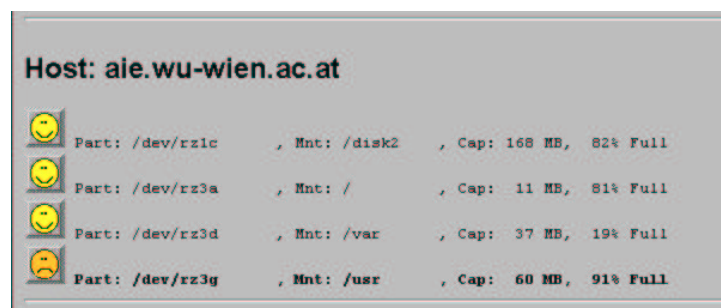 Host: aie.wu-wien.ac.at
Part: /dev/rz1c , Mnt: /disk2 , Cap: 168 MB, 82% Full
Part: /dev/rz3a , Mnt: / , Cap: 11 MB, 81% Full
Part: /dev/rz3d , Mnt: /var , Cap: 37 MB, 19% Full
Part: /dev/rz3g , Mnt: /usr , Cap: 60 MB, 91% Full